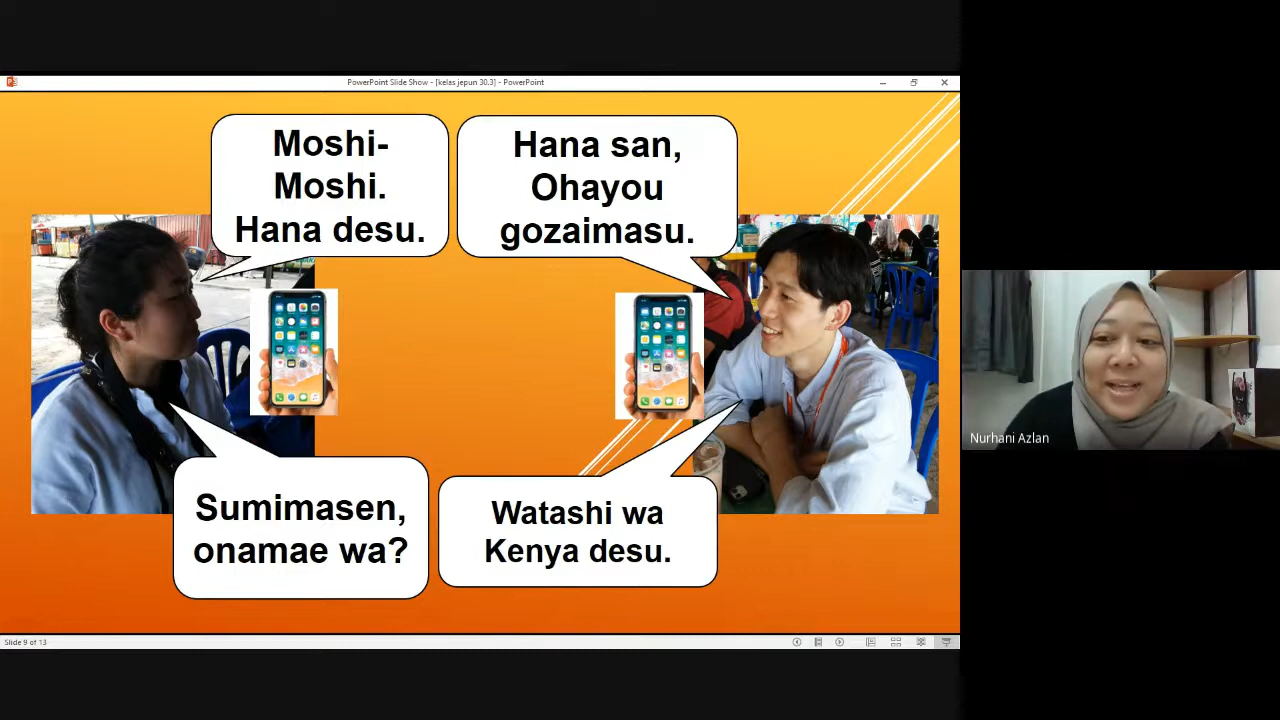 PowerPoint Slide Show - [kelas jepun 30.3] - PowerPoint
Moshi-
Moshi.
Hana desu.
Hana san,
Ohayou
gozaimasu.
Sumimasen,
onamae wa?
Watashi wa
Kenya desu.
Nurhani Azlan
Slide 9 of 13